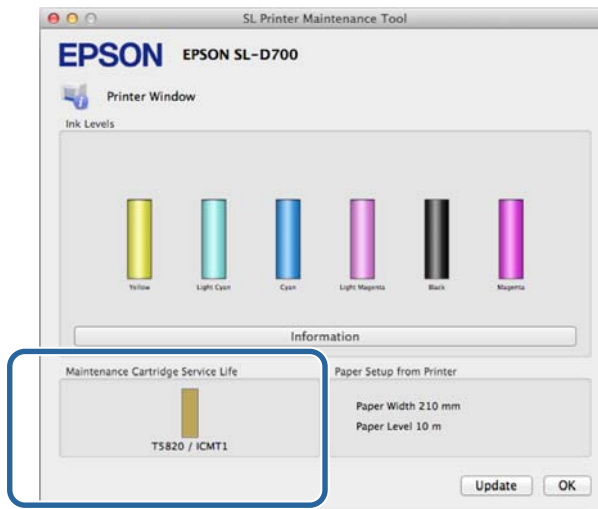 SL Printer Maintenance Tool
EPSON EPSON SL-D700
Printer Window
Ink Levels
Yellow Light Cyan Cyan Light Magenta Black Magenta
Information
Maintenance Cartridge Service Life Paper Setup from Printer
Paper Width 210 mm
Paper Level 10 m
T5820 / ICMT1
Update OK